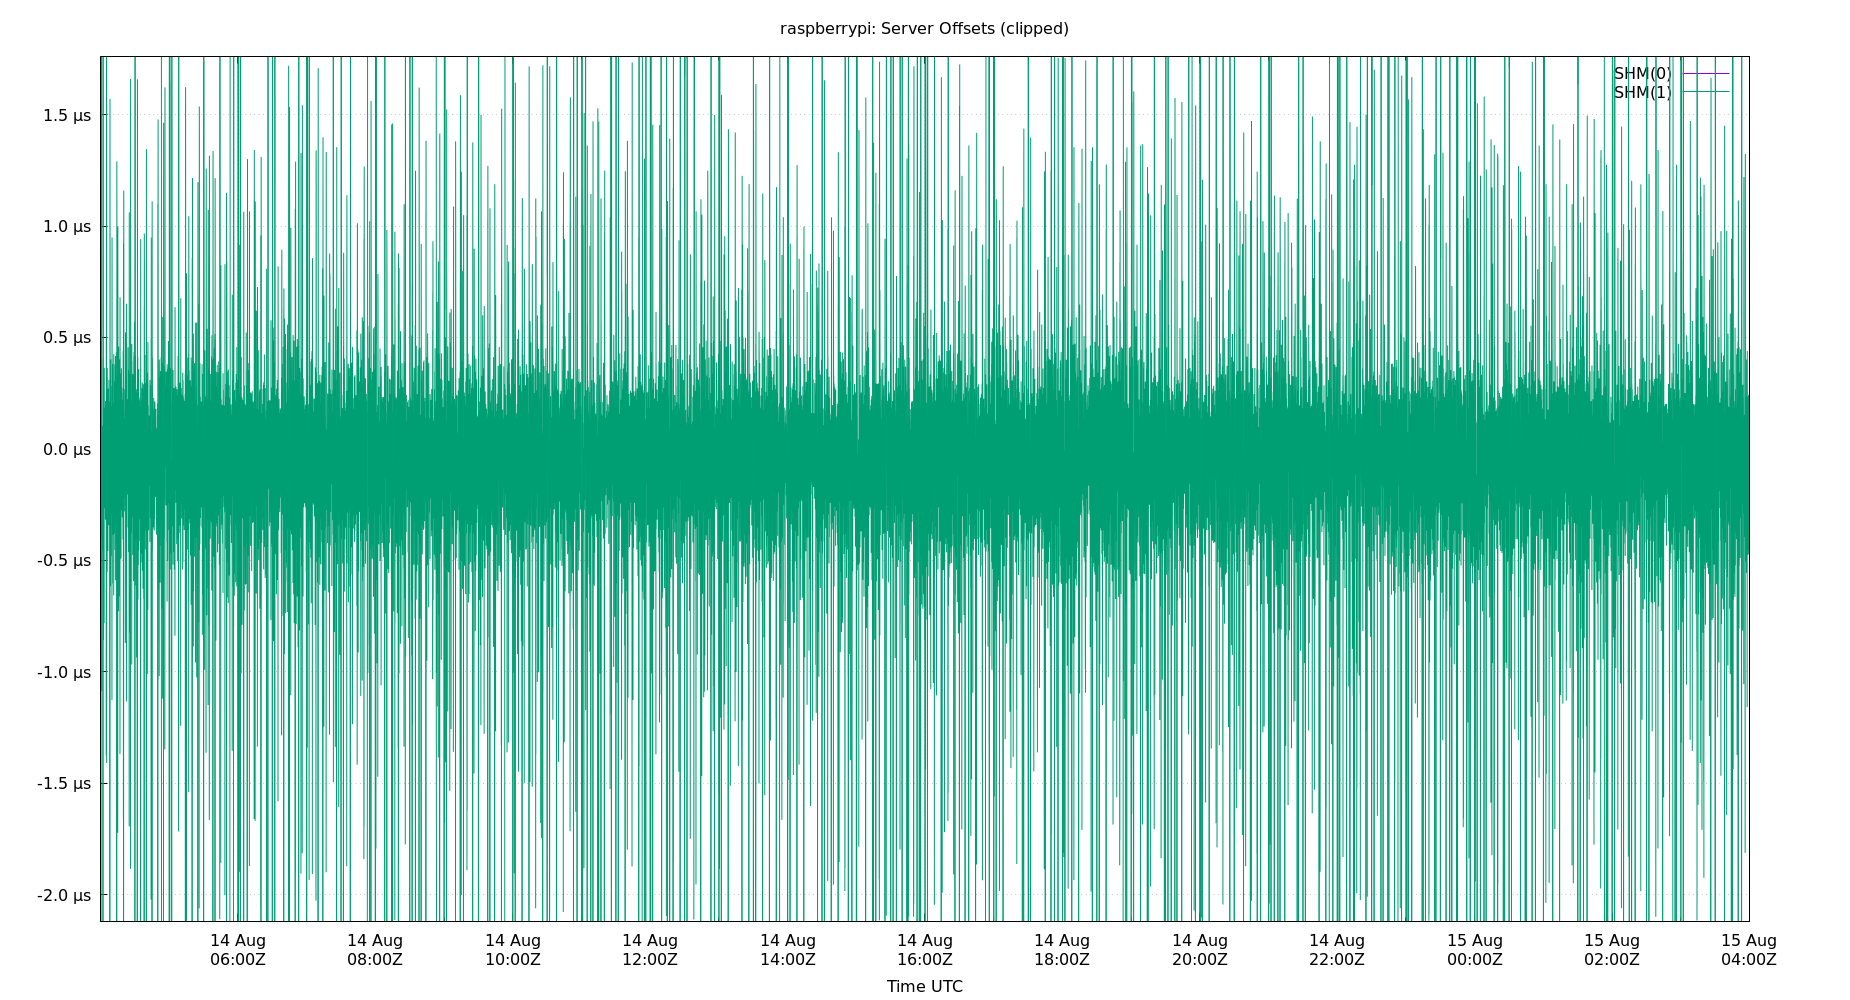 raspberrypi: Server Offsets (clipped)
SHM(0)
SHM(1)
1.5 µs
1.0 µs
0.5 µs
0.0 µs
-0.5 µs
-1.0 µs
-1.5 µs
-2.0 µs
14 Aug 14 Aug 14 Aug 14 Aug 14 Aug 14 Aug 14 Aug 14 Aug 14 Aug 15 Aug 15 Aug 15 Aug
06:00Z 08:00Z 10:00Z 12:00Z 14:00Z 16:00Z 18:00Z 20:00Z 22:00Z 00:00Z 02:00Z 04:00Z
Time UTC